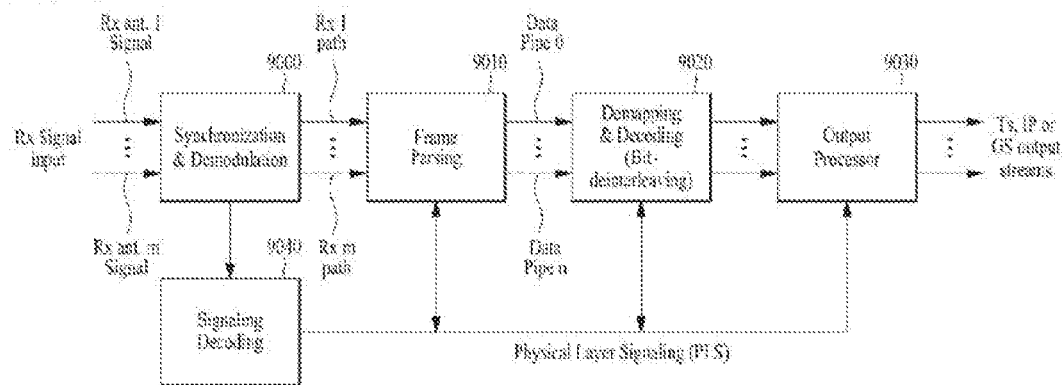 Rx ant. 1
Signal
Rx 1
path
Data
Pipe 0
9000
9010
9020
9030
Rx Signal
input
Synchronization
& Demodulation
Frame
Parsing
Demapping
& Decoding
(Bit-
deinterleaving)
Output
Processor
Ts, IP or
GS output
streams
Rx ant. m
Signal
9040
Rx m
path
Data
Pipe n
Signaling
Decoding
Physical Layer Signaling (PLS)